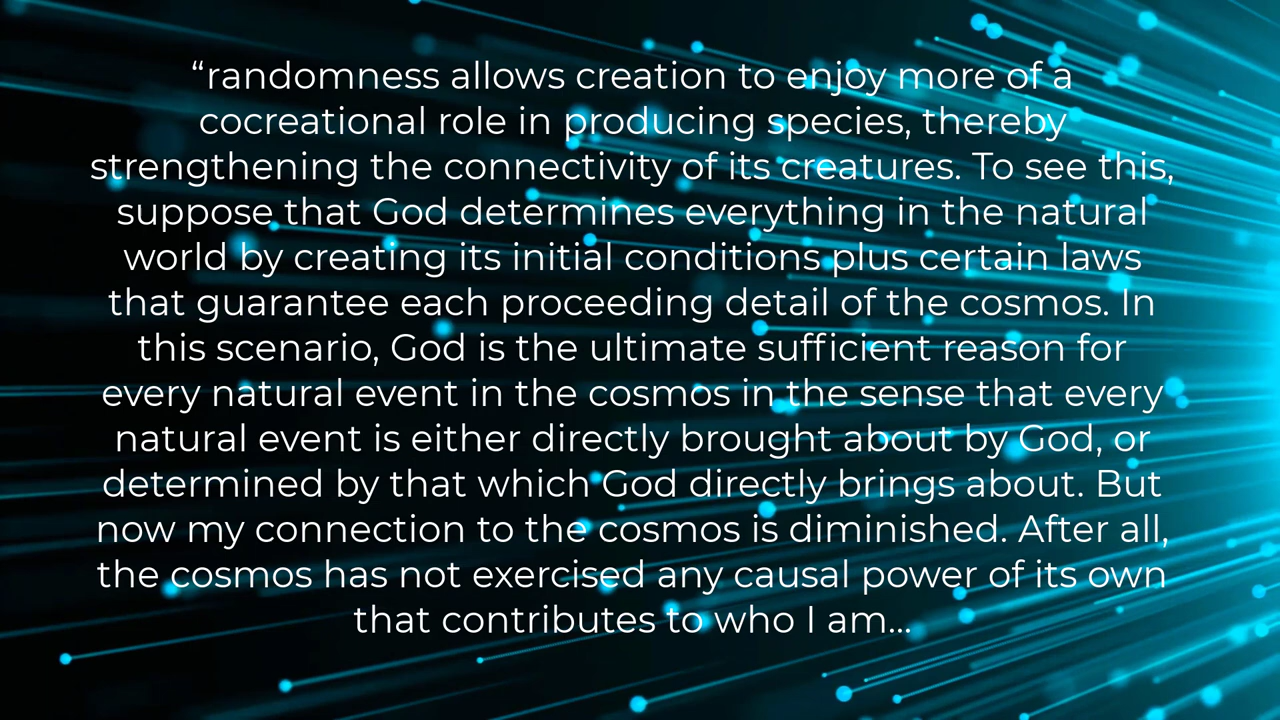 “randomness allows creation to enjoy more of a
cocreational role in producing species, thereby
strengthening the connectivity of its creatures. To see this,
suppose that God determines everything in the natural
world by creating its initial conditions plus certain laws
that guarantee each proceeding detail of the cosmos. In
this scenario, God is the ultimate sufficient reason for
every natural event in the cosmos in the sense that every
natural event is either directly brought about by God, or
determined by that which God directly brings about. But
now my connection to the cosmos is diminished. After all,
the cosmos has not exercised any causal power of its own
that contributes to who I am...